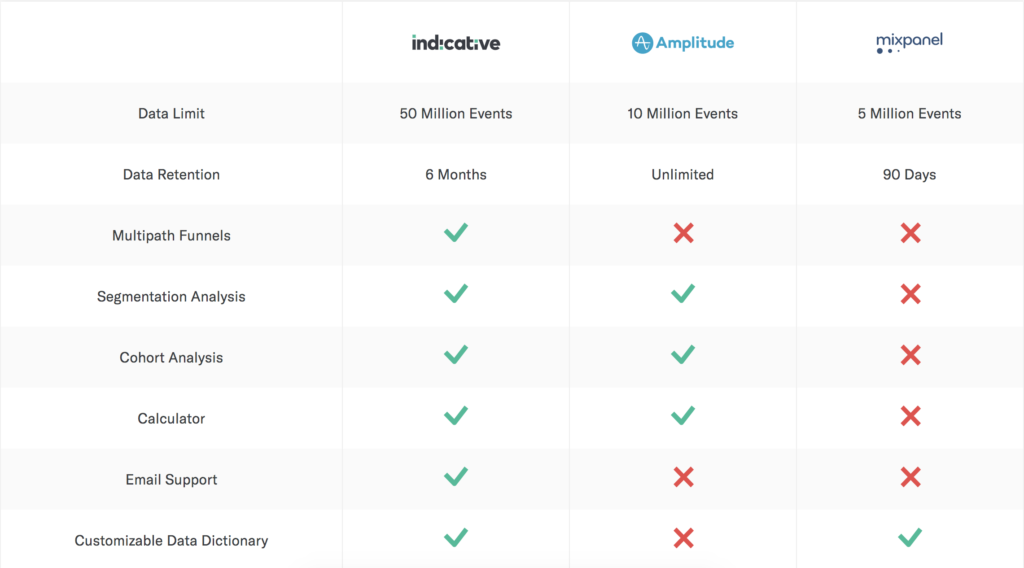 indicative Amplitude mixpanel
Data Limit 50 Million Events 10 Million Events 5 Million Events
Data Retention 6 Months Unlimited 90 Days
Multipath Funnels
Segmentation Analysis
Cohort Analysis
Calculator
Email Support
Customizable Data Dictionary